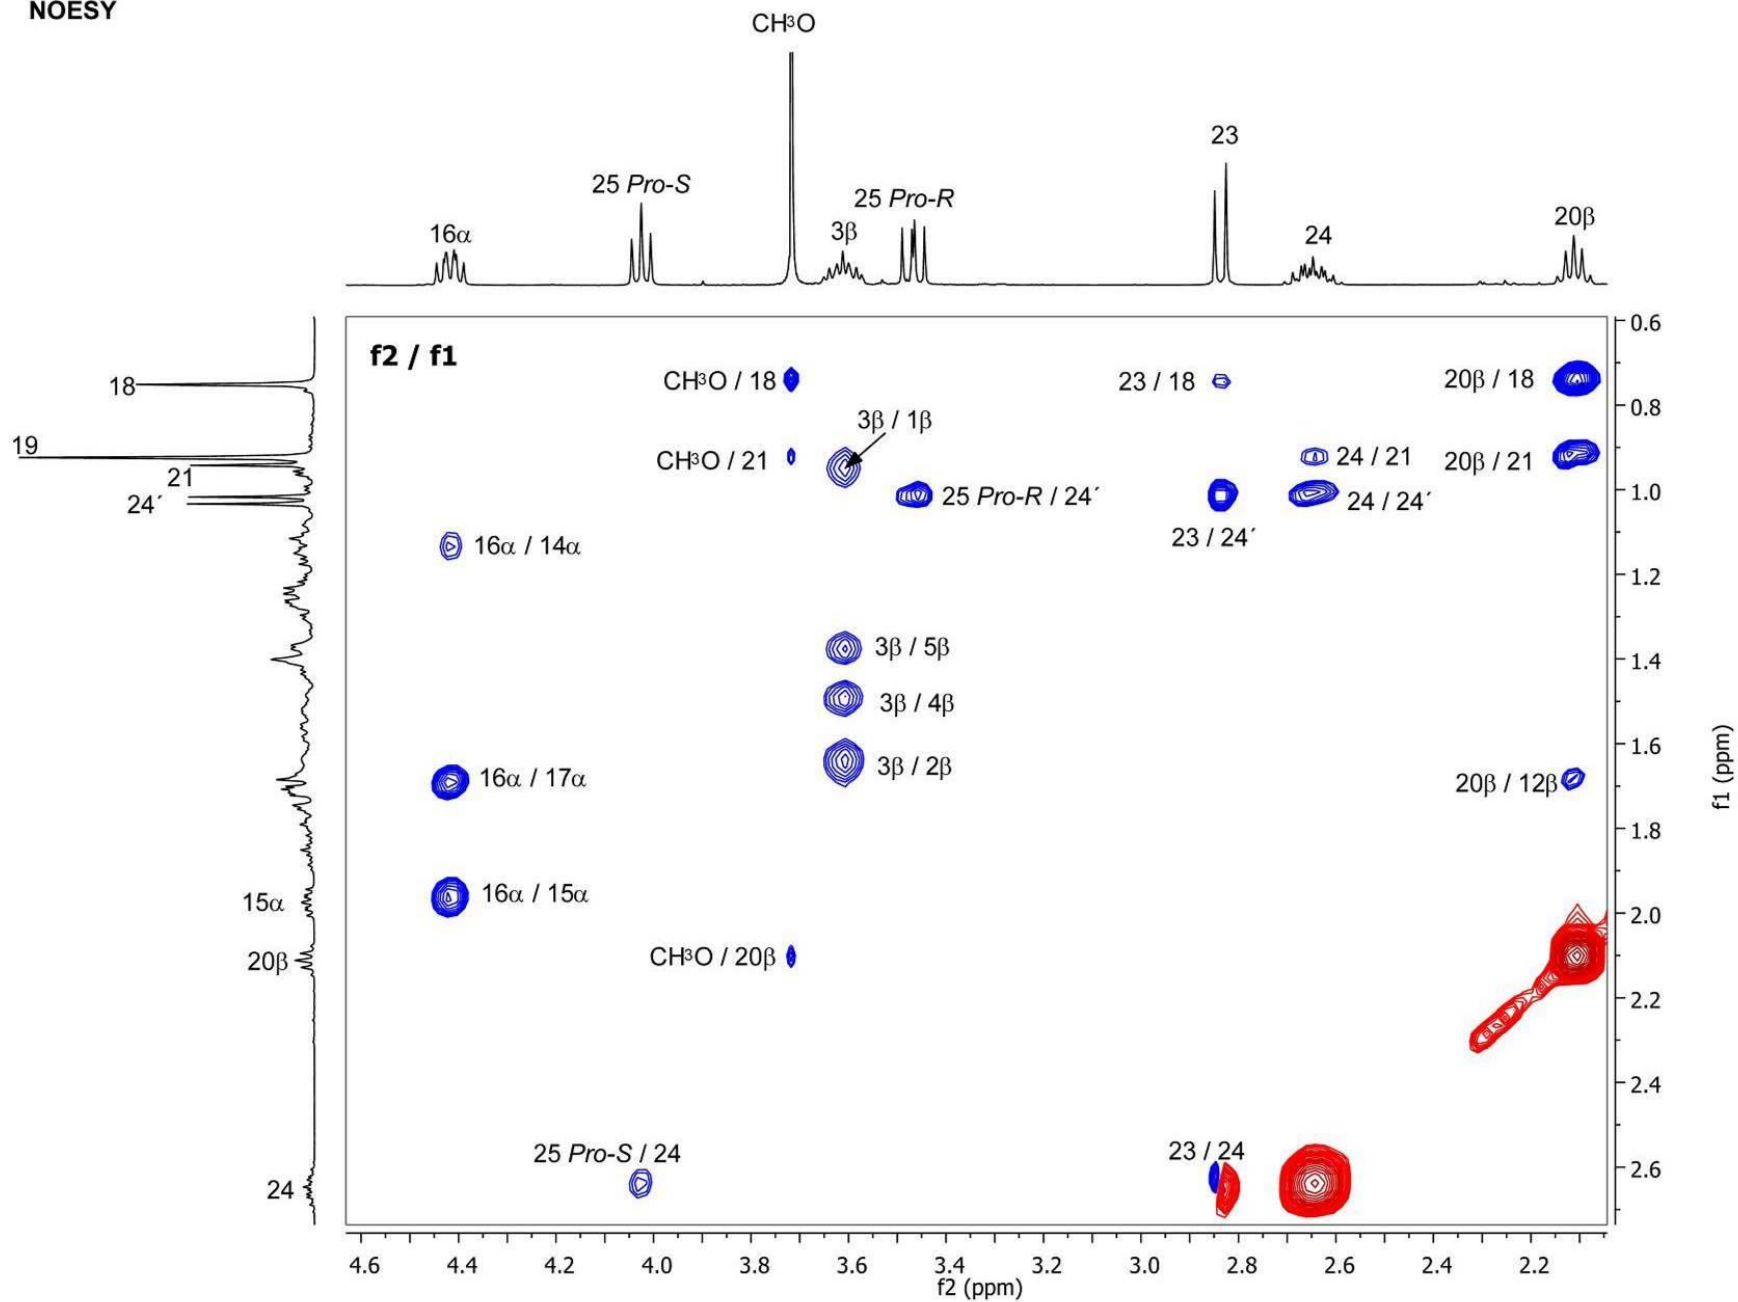 NOESY
CH³O
23
25 Pro-S
25 Pro-R
20β
16α
3β
24
f2 / f1
0.6
18
CH³O / 18
23 / 18
20β / 18
0.8
3β / 1β
19
CH³O / 21
24 / 21
20β / 21
21
1.0
24´
25 Pro-R / 24´
24 / 24´
23 / 24´
16α / 14α
1.2
3β / 5β
1.4
3β / 4β
1.6
3β / 2β
16α / 17α
20β / 12β
f1 (ppm)
1.8
15α
16α / 15α
2.0
20β
CH³O / 20β
2.2
2.4
25 Pro-S / 24
23 / 24
2.6
24
4.6 4.4 4.2 4.0 3.8 3.6 3.4 3.2 3.0 2.8 2.6 2.4 2.2
f2 (ppm)